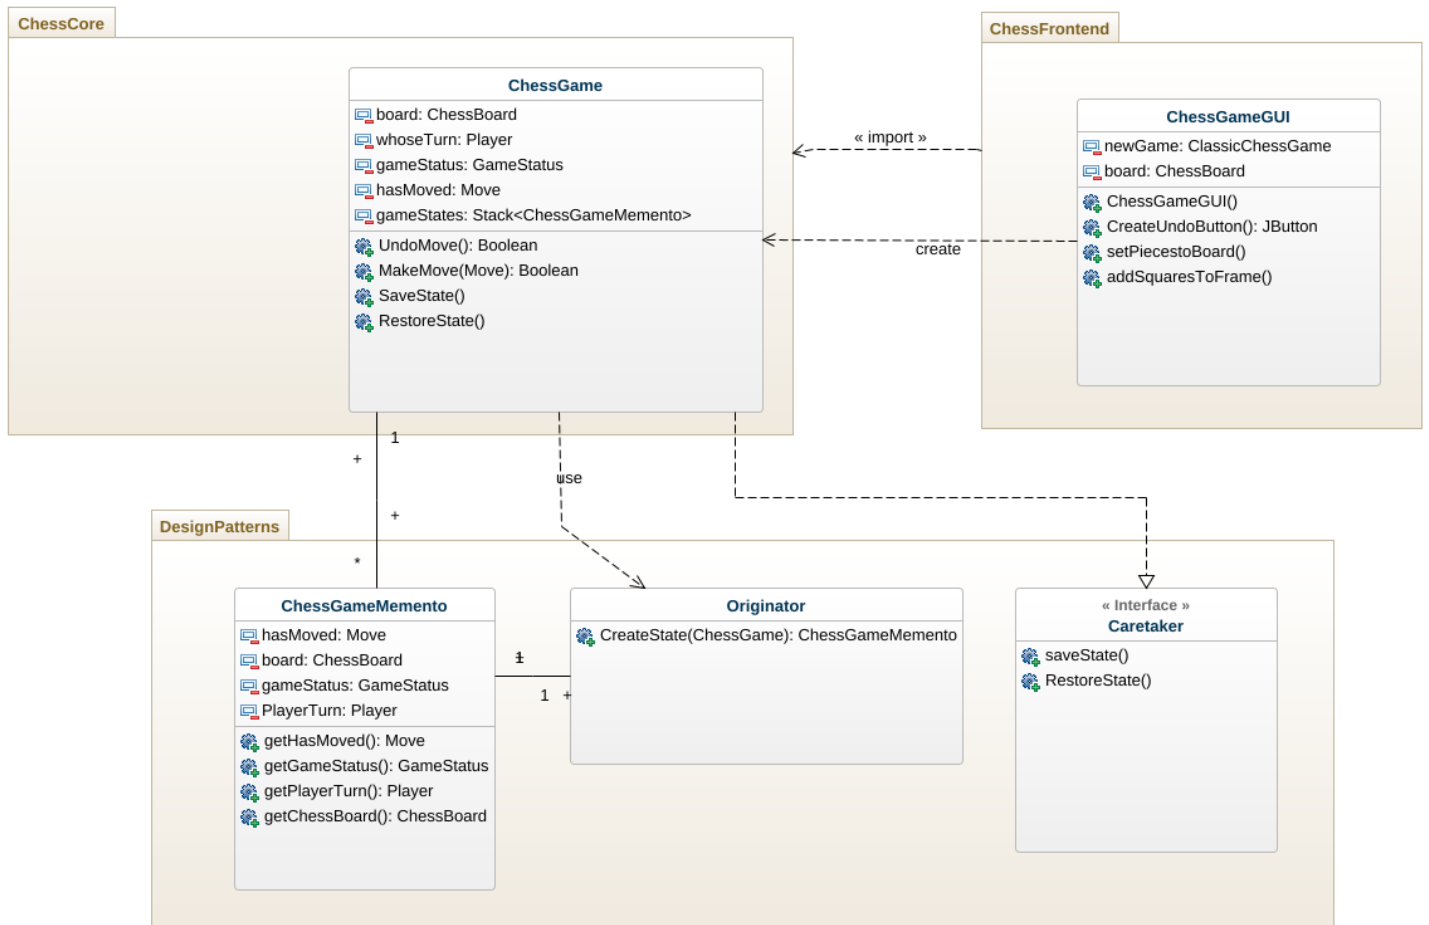 ChessCore
ChessGame
board: ChessBoard
whoseTurn: Player
gameStatus: GameStatus
hasMoved: Move
gameStates: Stack<ChessGameMemento>
UndoMove(): Boolean
MakeMove(Move): Boolean
SaveState()
RestoreState()
« import »
create
ChessFrontend
ChessGameGUI
newGame: ClassicChessGame
board: ChessBoard
ChessGameGUI()
CreateUndoButton(): JButton
setPiecestoBoard()
addSquaresToFrame()
1
+
use
+
*
DesignPatterns
ChessGameMemento
hasMoved: Move
board: ChessBoard
gameStatus: GameStatus
PlayerTurn: Player
getHasMoved(): Move
getGameStatus(): GameStatus
getPlayerTurn(): Player
getChessBoard(): ChessBoard
1
1 +
Originator
CreateState(ChessGame): ChessGameMemento
« Interface »
Caretaker
saveState()
RestoreState()